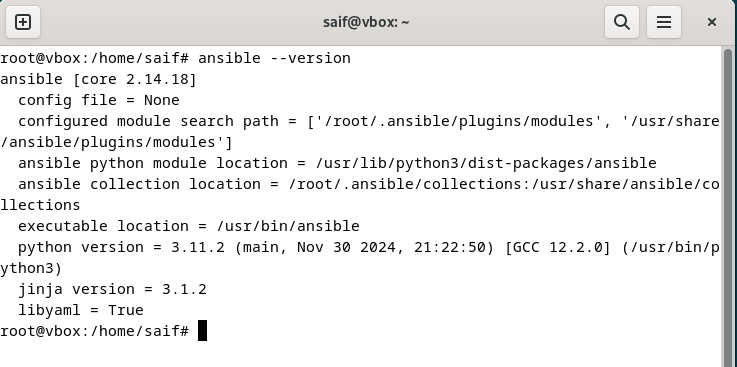 saif@vbox: ~
root@vbox:/home/saif# ansible --version
ansible [core 2.14.18]
  config file = None
  configured module search path = ['/root/.ansible/plugins/modules', '/usr/share
/ansible/plugins/modules']
  ansible python module location = /usr/lib/python3/dist-packages/ansible
  ansible collection location = /root/.ansible/collections:/usr/share/ansible/co
llections
  executable location = /usr/bin/ansible
  python version = 3.11.2 (main, Nov 30 2024, 21:22:50) [GCC 12.2.0] (/usr/bin/p
ython3)
  jinja version = 3.1.2
  libyaml = True
root@vbox:/home/saif#